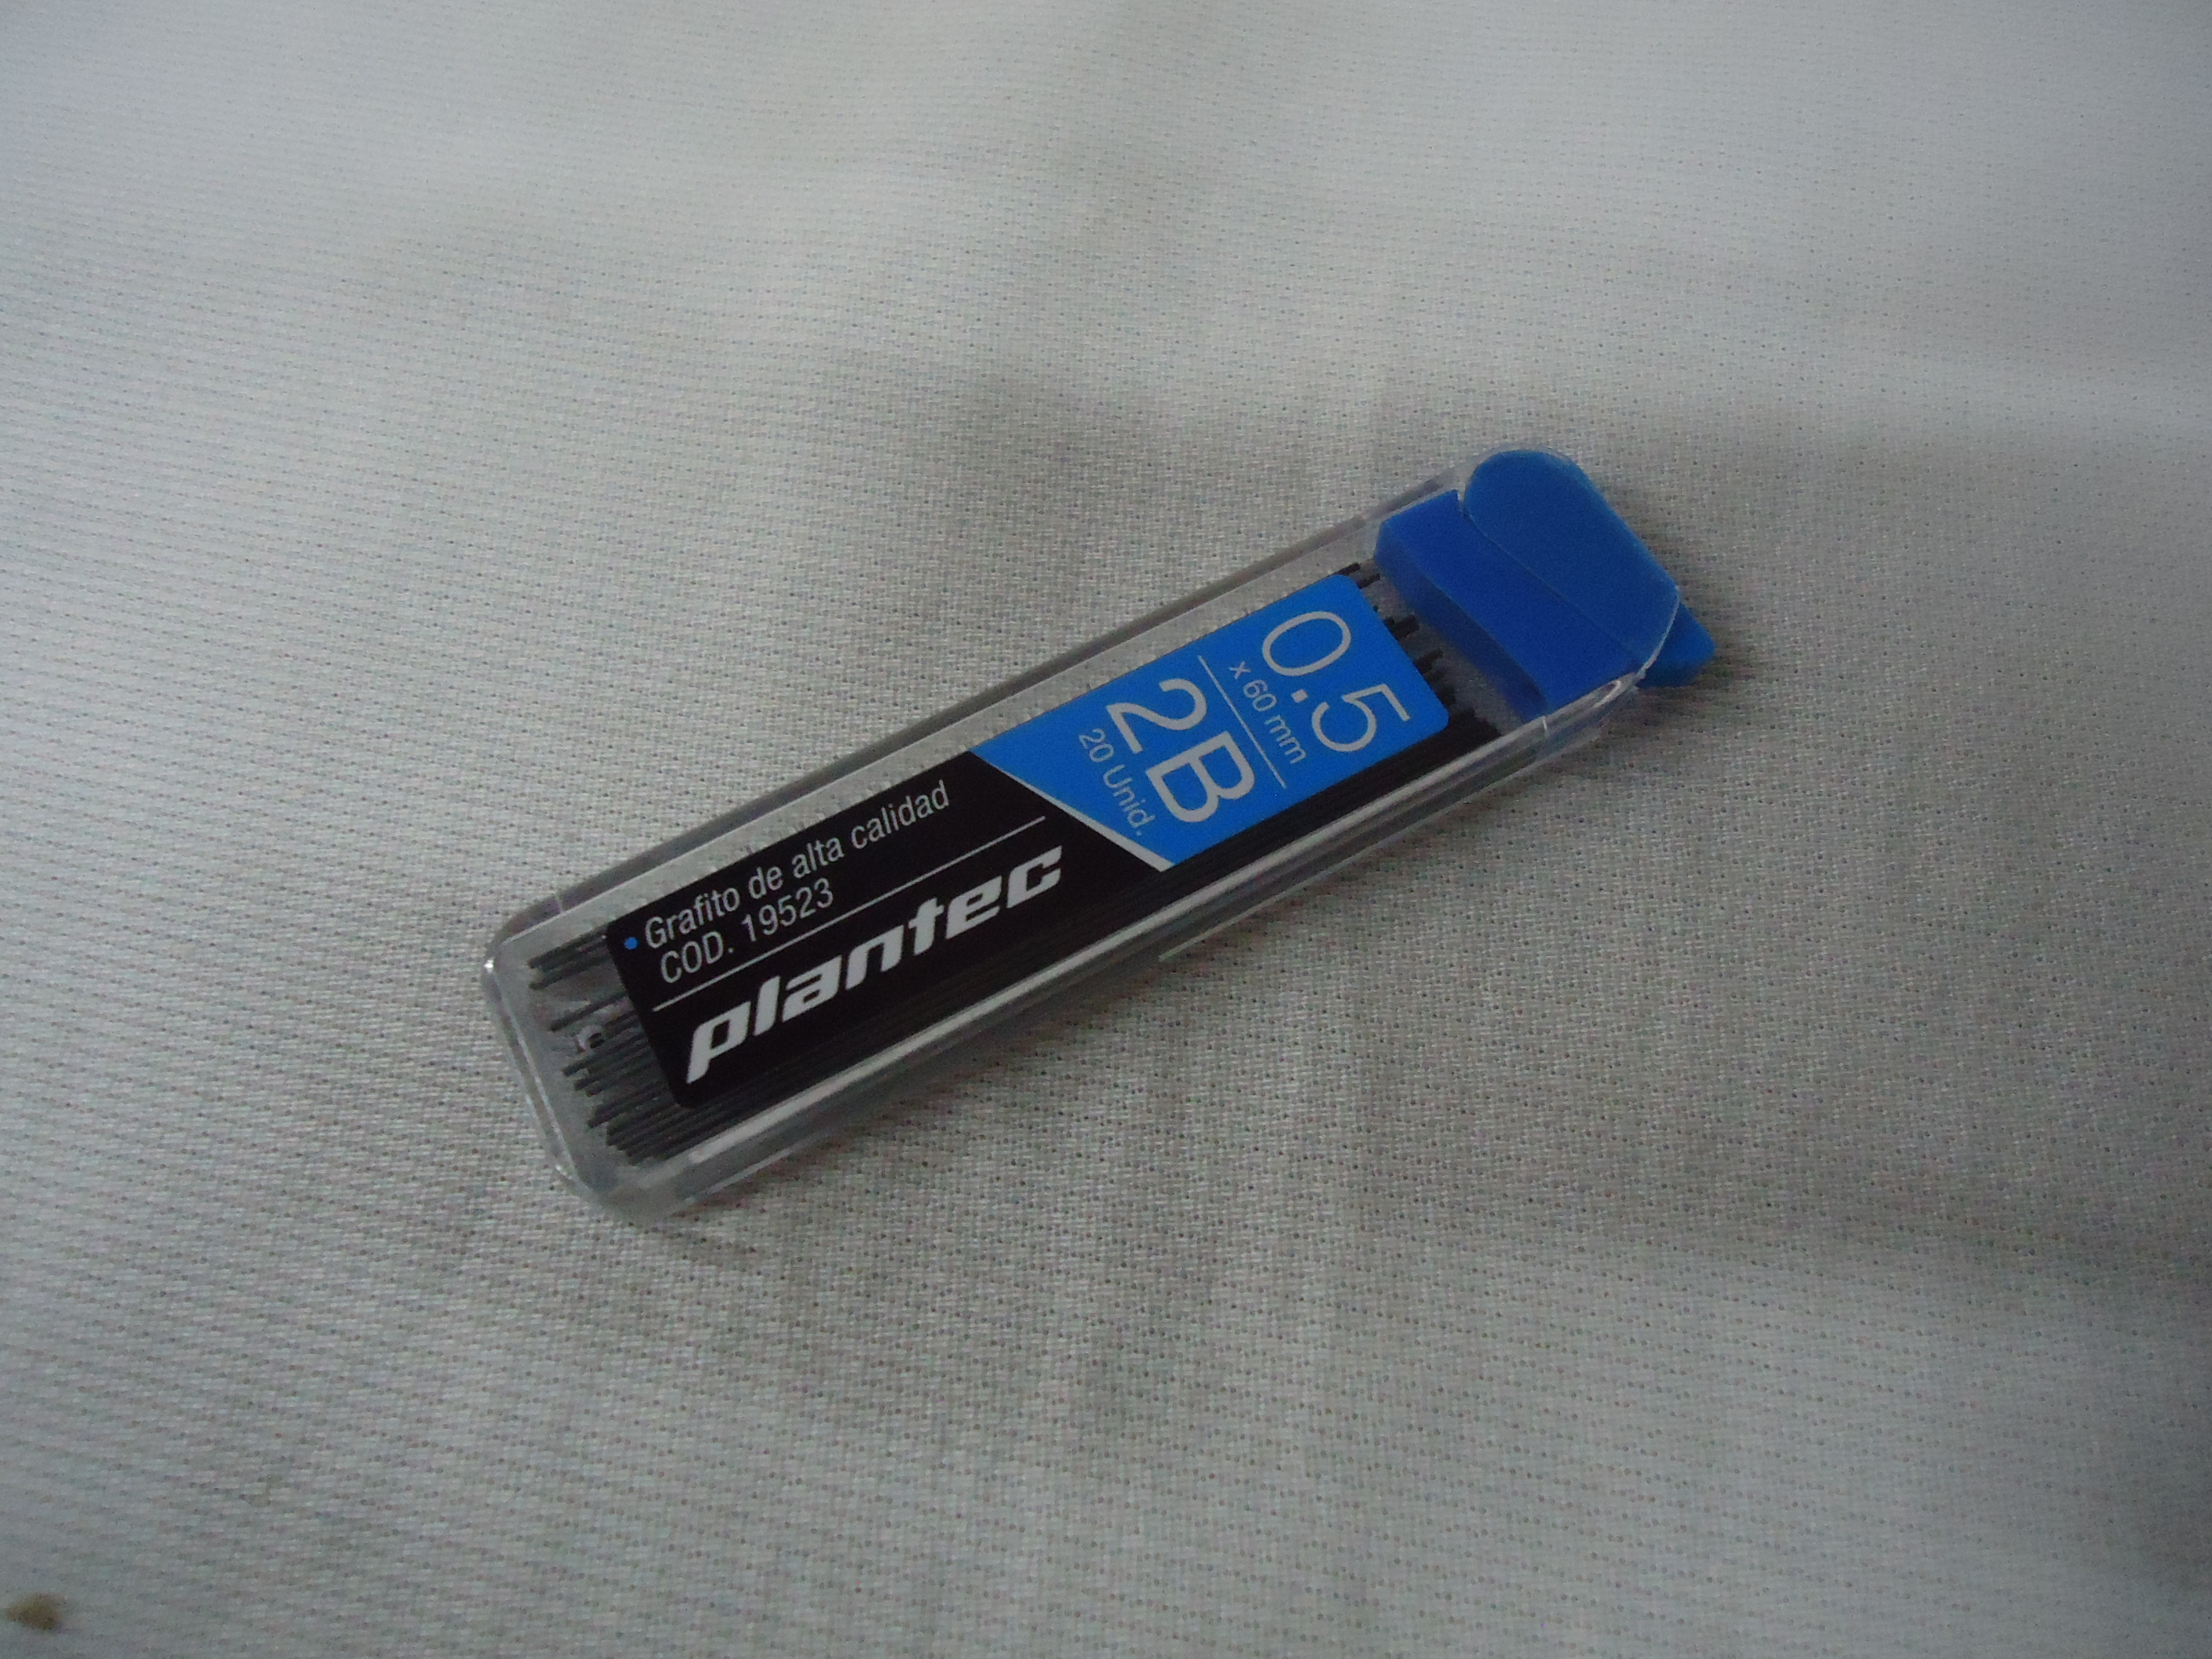 • Grafito de alta calidad
COD. 19523
plantec
0.5
x 60 mm
2B
20 Unid.